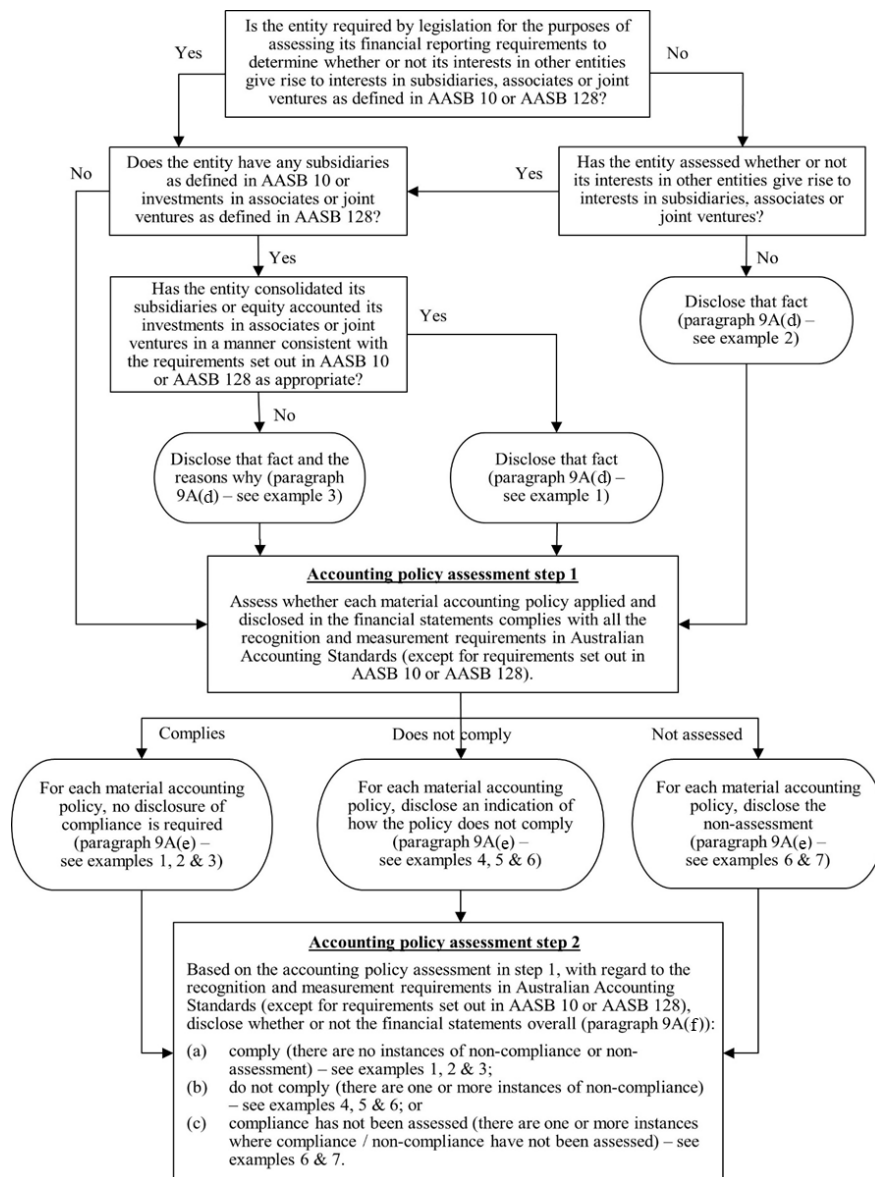 Is the entity required by legislation for the purposes of
assessing its financial reporting requirements to
determine whether or not its interests in other entities
give rise to interests in subsidiaries, associates or joint
ventures as defined in AASB 10 or AASB 128?
Yes
No
Does the entity have any subsidiaries
as defined in AASB 10 or
investments in associates or joint
ventures as defined in AASB 128?
No
Yes
Has the entity assessed whether or not
its interests in other entities give rise to
interests in subsidiaries, associates or
joint ventures?
Yes
No
Has the entity consolidated its
subsidiaries or equity accounted its
investments in associates or joint
ventures in a manner consistent with
the requirements set out in AASB 10
or AASB 128 as appropriate?
Yes
Disclose that fact
(paragraph 9A(d) –
see example 2)
No
Disclose that fact and the
reasons why (paragraph
9A(d) – see example 3)
Disclose that fact
(paragraph 9A(d) –
see example 1)
Accounting policy assessment step 1
Assess whether each material accounting policy applied and
disclosed in the financial statements complies with all the
recognition and measurement requirements in Australian
Accounting Standards (except for requirements set out in
AASB 10 or AASB 128).
Complies
Does not comply
Not assessed
For each material accounting
policy, no disclosure of
compliance is required
(paragraph 9A(e) –
see examples 1, 2 & 3)
For each material accounting
policy, disclose an indication of
how the policy does not comply
(paragraph 9A(e) –
see examples 4, 5 & 6)
For each material accounting
policy, disclose the
non-assessment
(paragraph 9A(e) –
see examples 6 & 7)
Accounting policy assessment step 2
Based on the accounting policy assessment in step 1, with regard to the
recognition and measurement requirements in Australian Accounting
Standards (except for requirements set out in AASB 10 or AASB 128),
disclose whether or not the financial statements overall (paragraph 9A(f)):
(a) comply (there are no instances of non-compliance or non-
assessment) – see examples 1, 2 & 3;
(b) do not comply (there are one or more instances of non-compliance)
– see examples 4, 5 & 6; or
(c) compliance has not been assessed (there are one or more instances
where compliance / non-compliance have not been assessed) – see
examples 6 & 7.